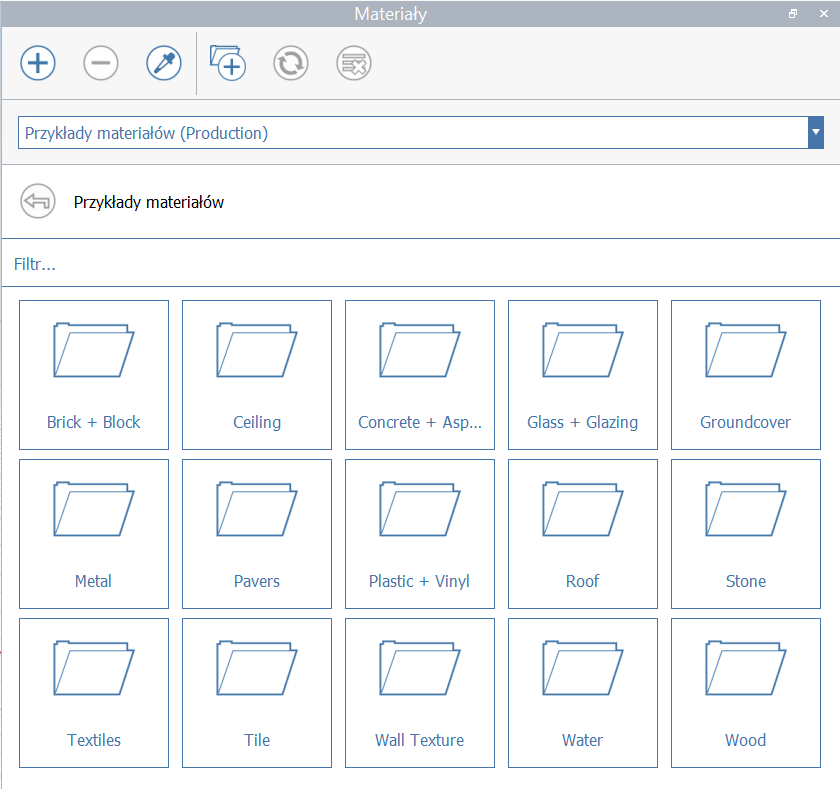 Materiały
Przykłady materiałów (Production)
Przykłady materiałów
Filtr...
Brick + Block
Ceiling
Concrete + Asp...
Glass + Glazing
Groundcover
Metal
Pavers
Plastic + Vinyl
Roof
Stone
Textiles
Tile
Wall Texture
Water
Wood